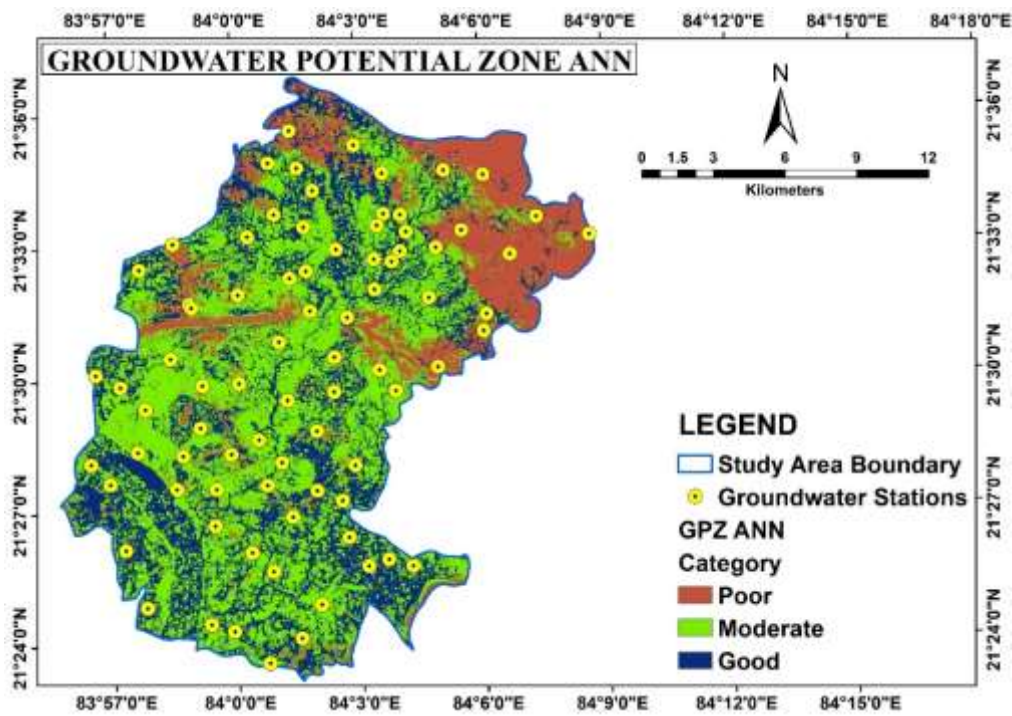 83°57'0"E 84°0'0"E 84°3'0"E 84°6'0"E 84°9'0"E 84°12'0"E 84°15'0"E 84°18'0"E
GROUNDWATER POTENTIAL ZONE ANN
N
0 1.5 3 6 9 12
Kilometers
21°36'0"N
21°33'0"N
21°30'0"N
21°27'0"N
21°24'0"N
21°36'0"N
21°33'0"N
21°30'0"N
21°27'0"N
21°24'0"N
LEGEND
Study Area Boundary
Groundwater Stations
GPZ ANN
Category
Poor
Moderate
Good
83°57'0"E 84°0'0"E 84°3'0"E 84°6'0"E 84°9'0"E 84°12'0"E 84°15'0"E